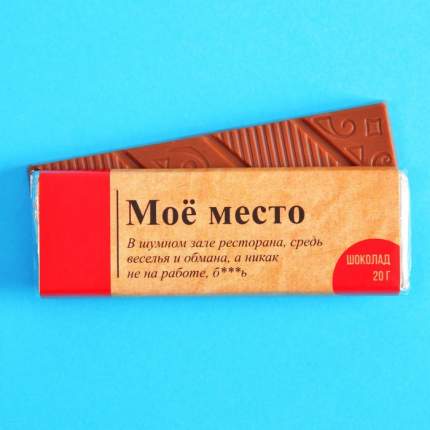 Моё место
В шумном зале ресторана, средь
веселья и обмана, а никак
не на работе, б***ь
ШОКОЛАД
20 Г